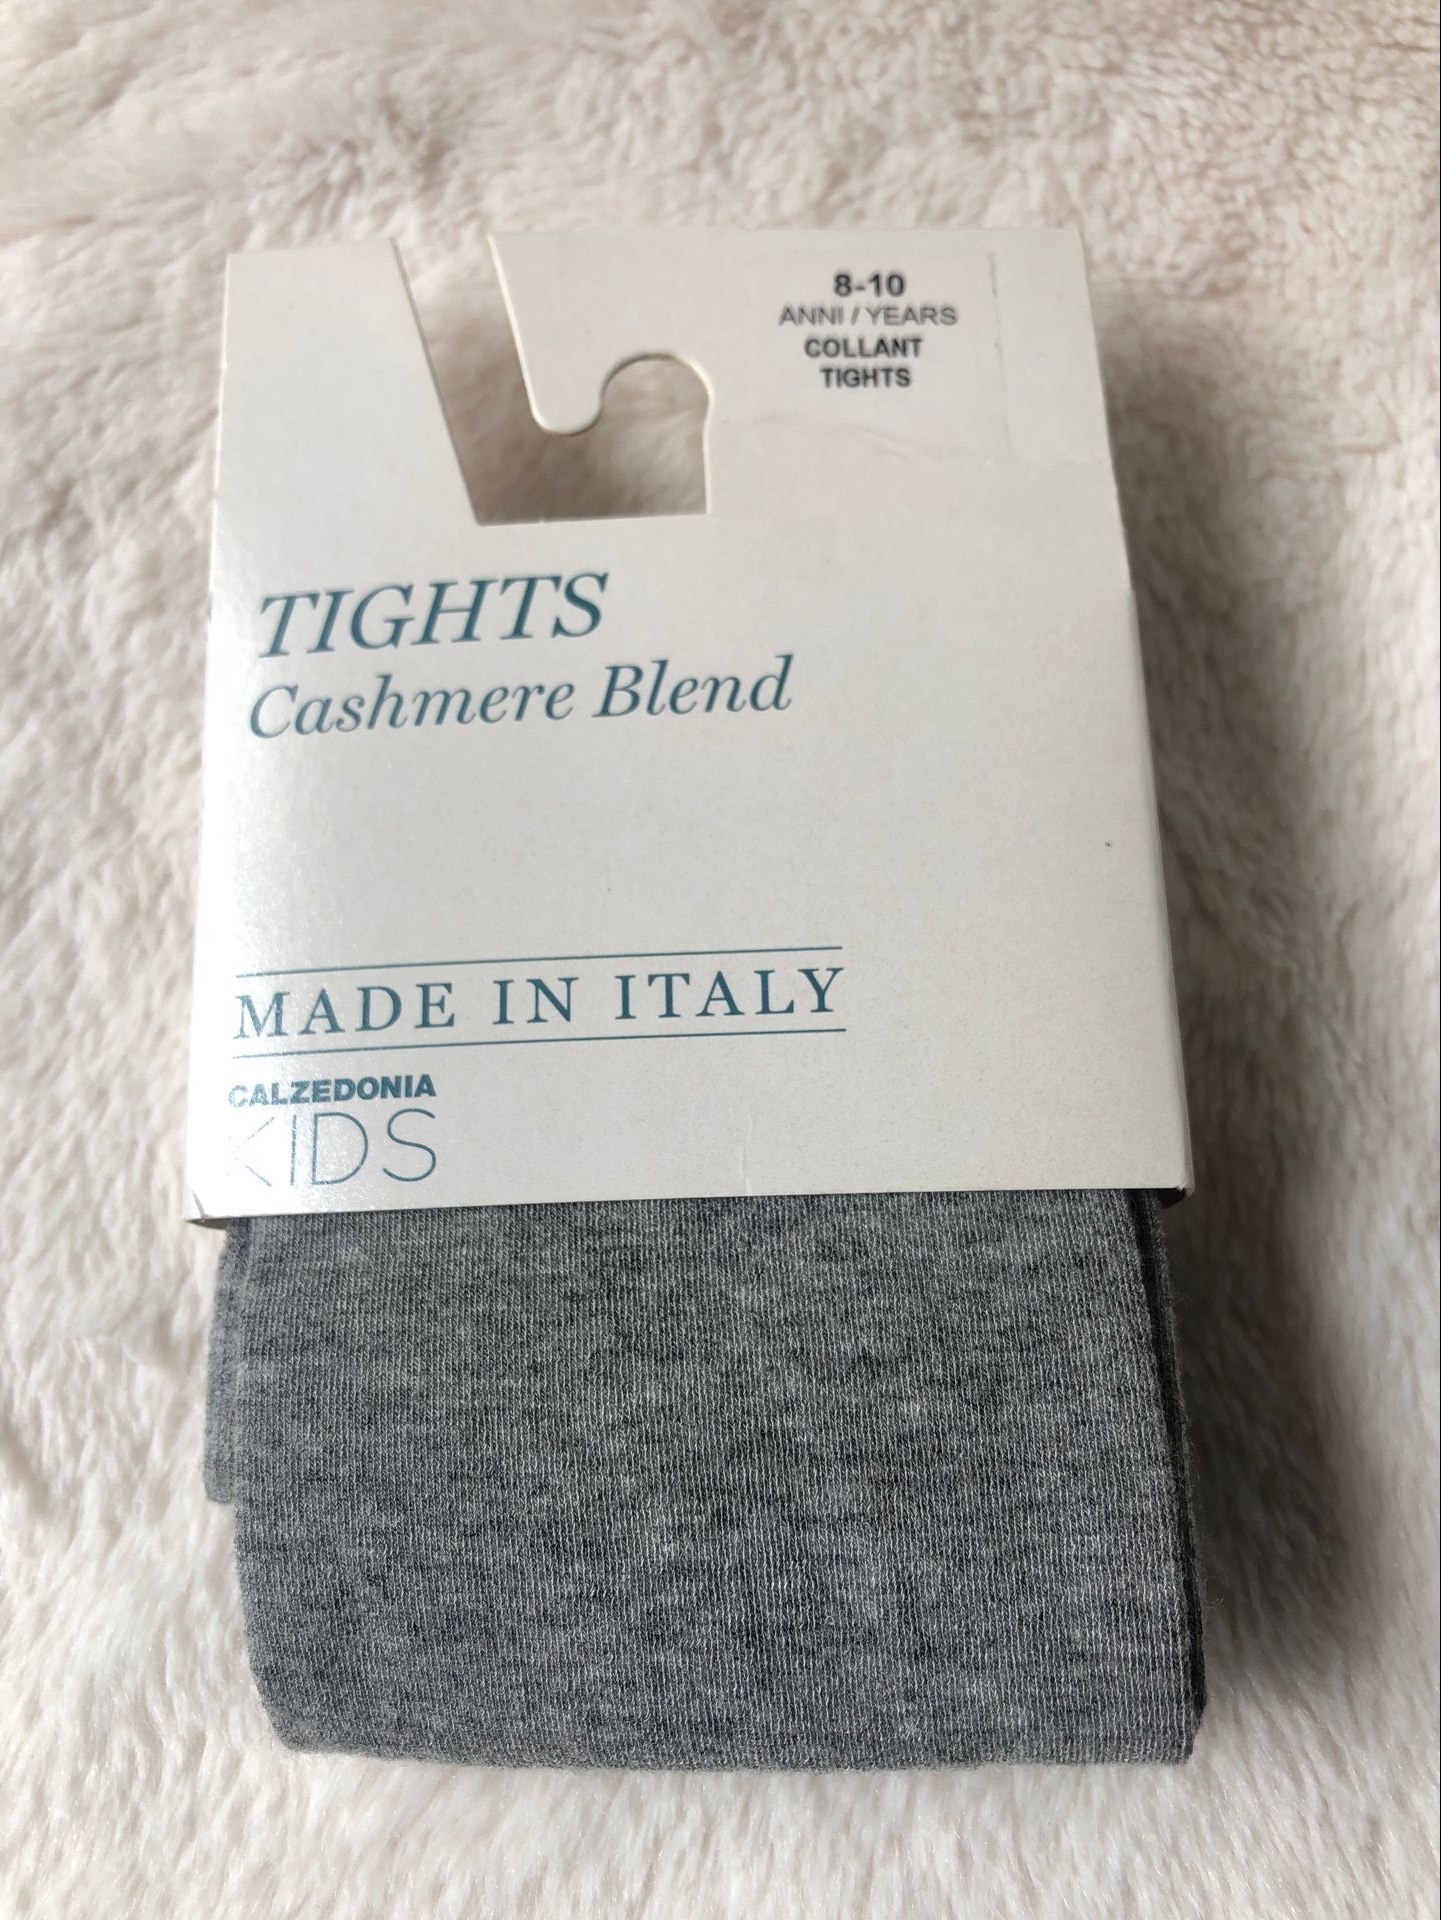 8-10
ANNI / YEARS
COLLANT
TIGHTS
TIGHTS
Cashmere Blend
MADE IN ITALY
CALZEDONIA
KIDS